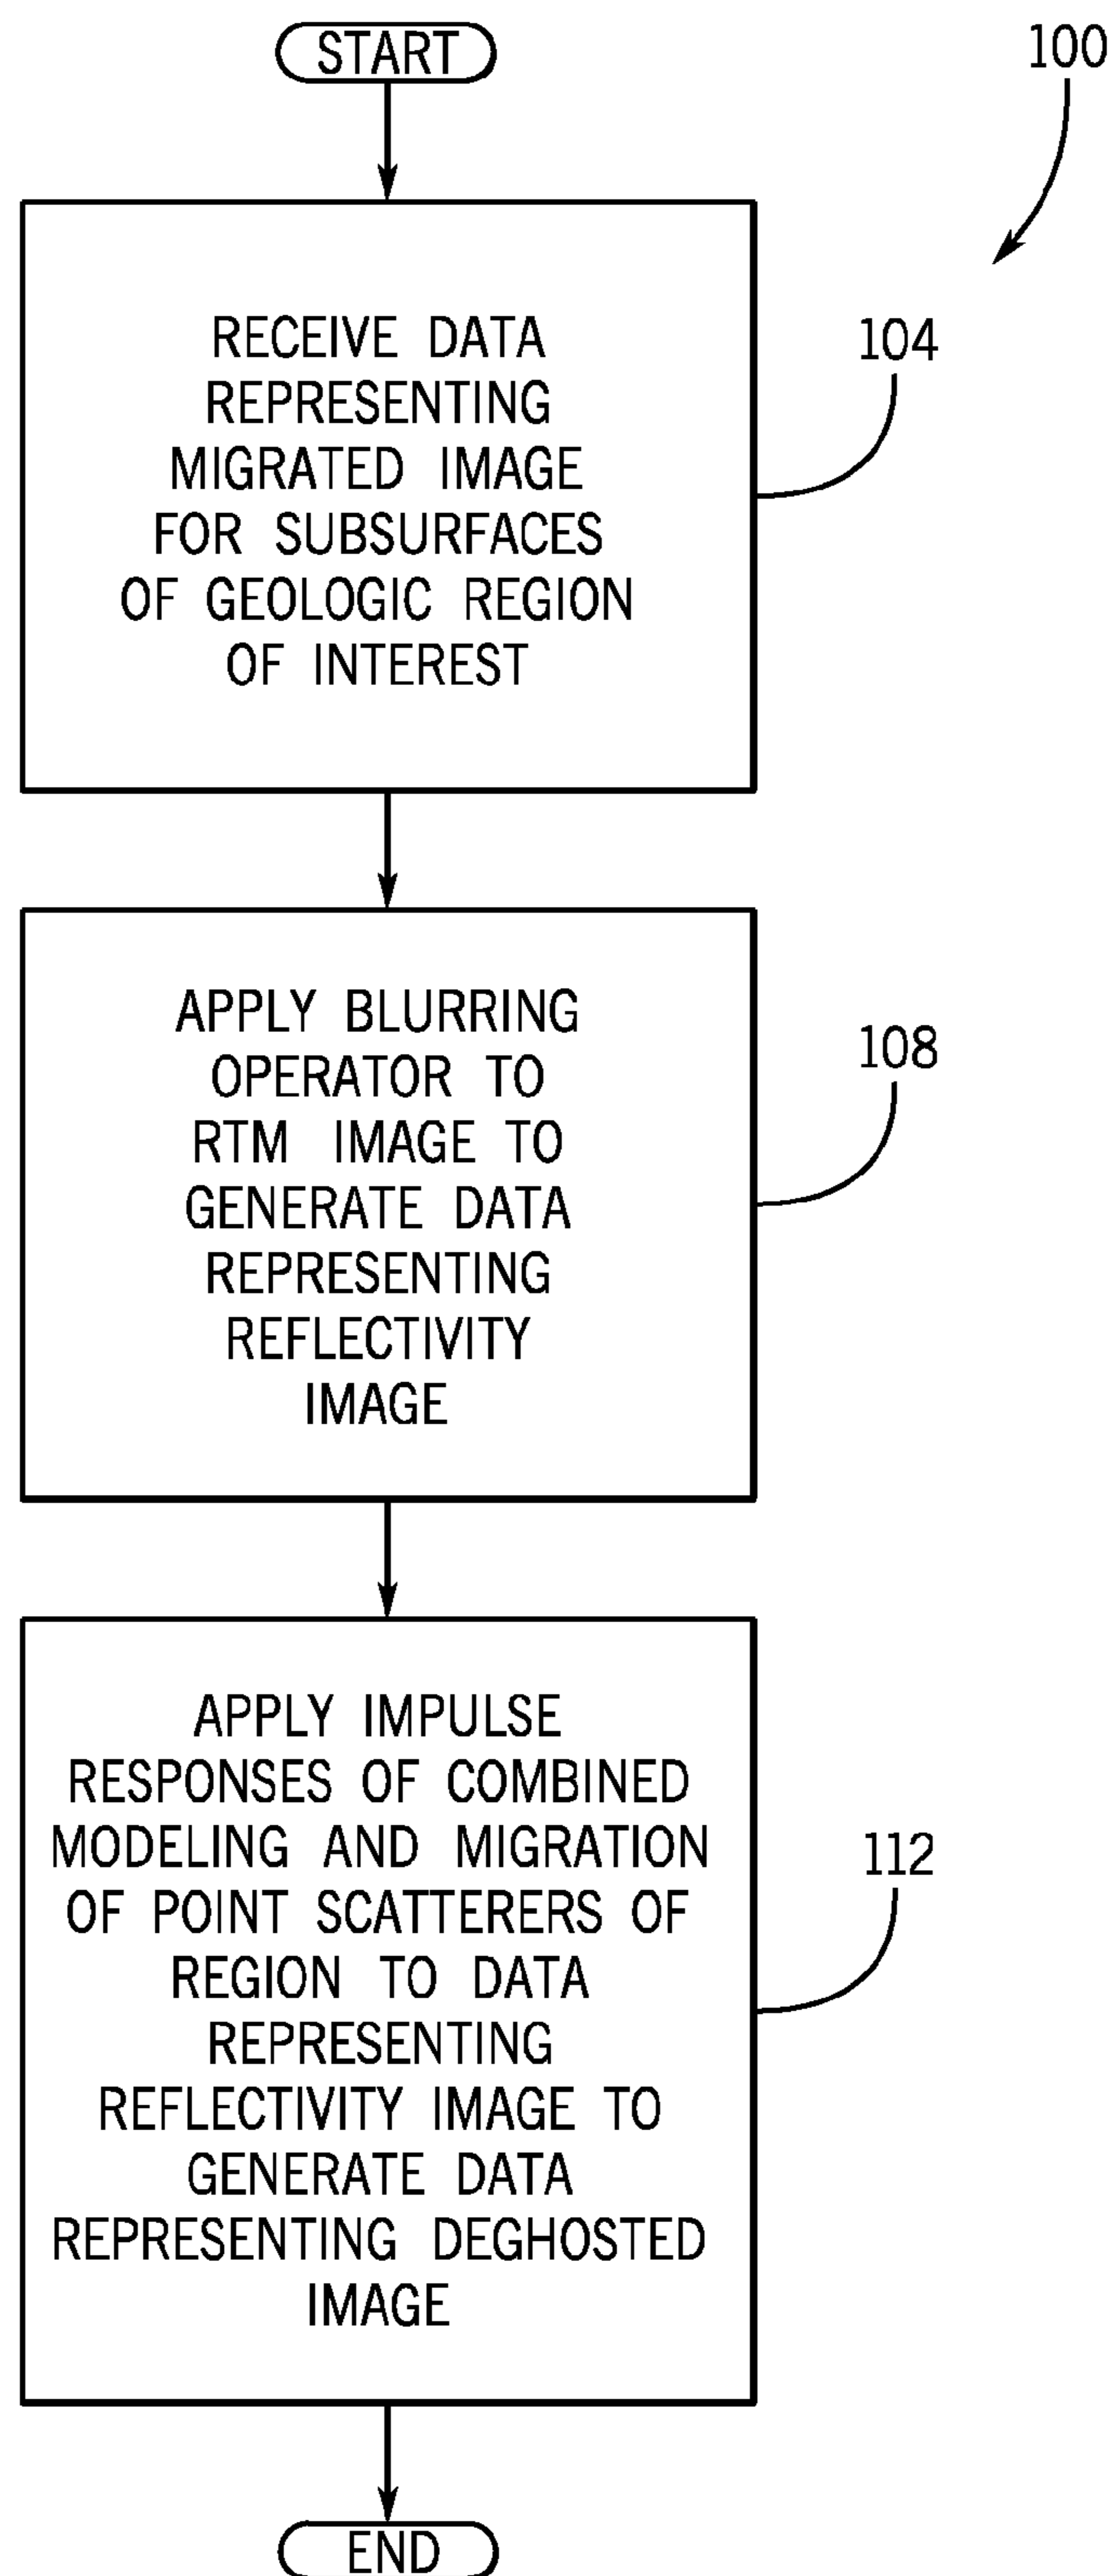 START
100
RECEIVE DATA
REPRESENTING
MIGRATED IMAGE
FOR SUBSURFACES
OF GEOLOGIC REGION
OF INTEREST
104
APPLY BLURRING
OPERATOR TO
RTM IMAGE TO
GENERATE DATA
REPRESENTING
REFLECTIVITY
IMAGE
108
APPLY IMPULSE
RESPONSES OF COMBINED
MODELING AND MIGRATION
OF POINT SCATTERERS OF
REGION TO DATA
REPRESENTING
REFLECTIVITY IMAGE TO
GENERATE DATA
REPRESENTING DEGHOSTED
IMAGE
112
END